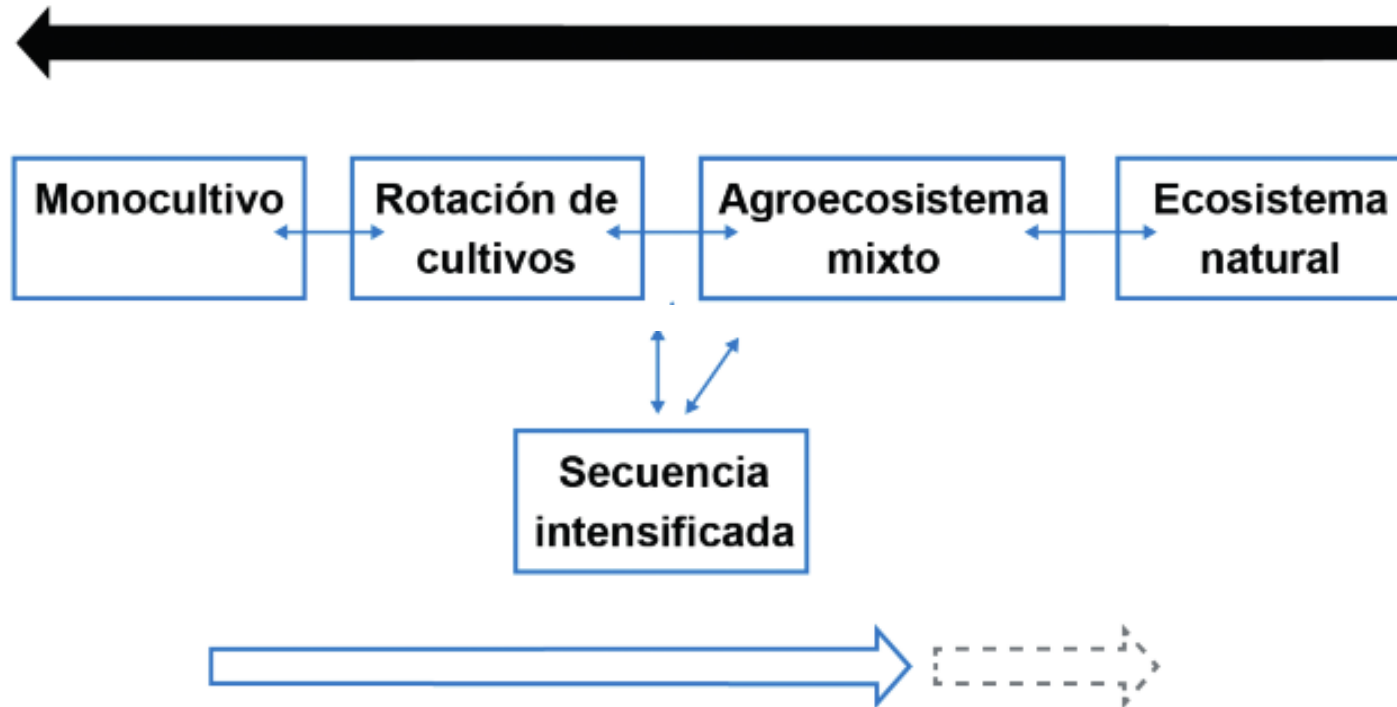 Monocultivo
Rotación de
cultivos
Agroecosistema
mixto
Ecosistema
natural
Secuencia
intensificada